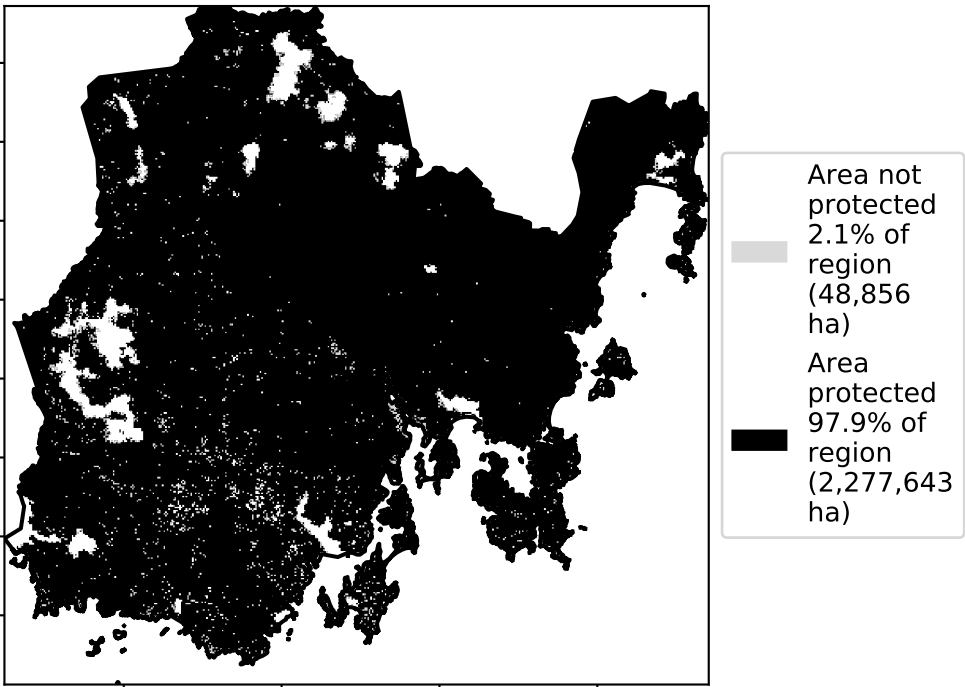 Area not
protected
2.1% of
region
(48,856
ha)
Area
protected
97.9% of
region
(2,277,643
ha)